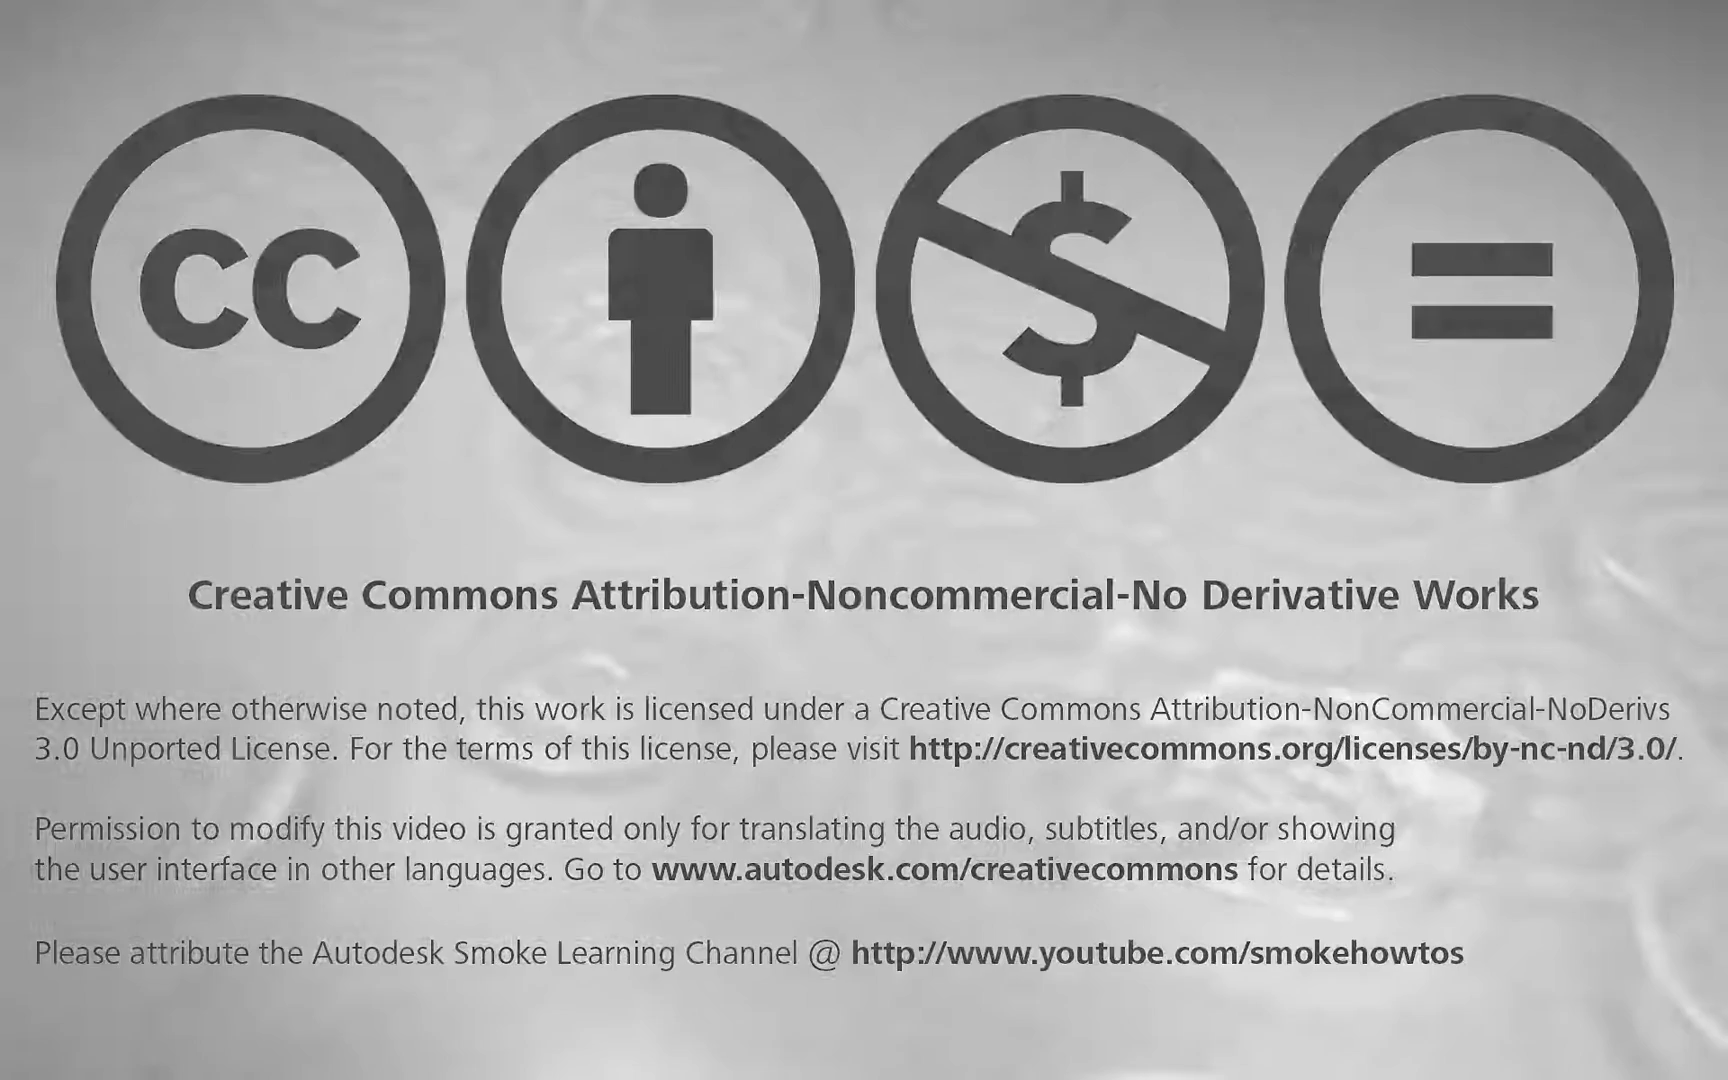 cc
$
=
Creative Commons Attribution-Noncommercial-No Derivative Works
Except where otherwise noted, this work is licensed under a Creative Commons Attribution-NonCommercial-NoDerivs
3.0 Unported License. For the terms of this license, please visit http://creativecommons.org/licenses/by-nc-nd/3.0/.
Permission to modify this video is granted only for translating the audio, subtitles, and/or showing
the user interface in other languages. Go to www.autodesk.com/creativecommons for details.
Please attribute the Autodesk Smoke Learning Channel @ http://www.youtube.com/smokehowtos